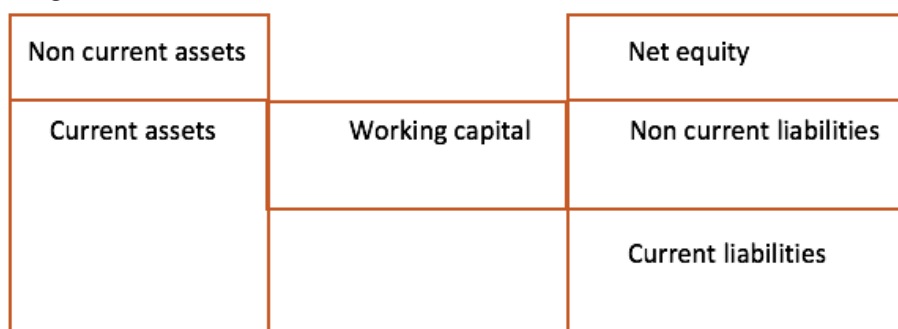 Non current assets
Net equity
Current assets
Working capital
Non current liabilities
Current liabilities